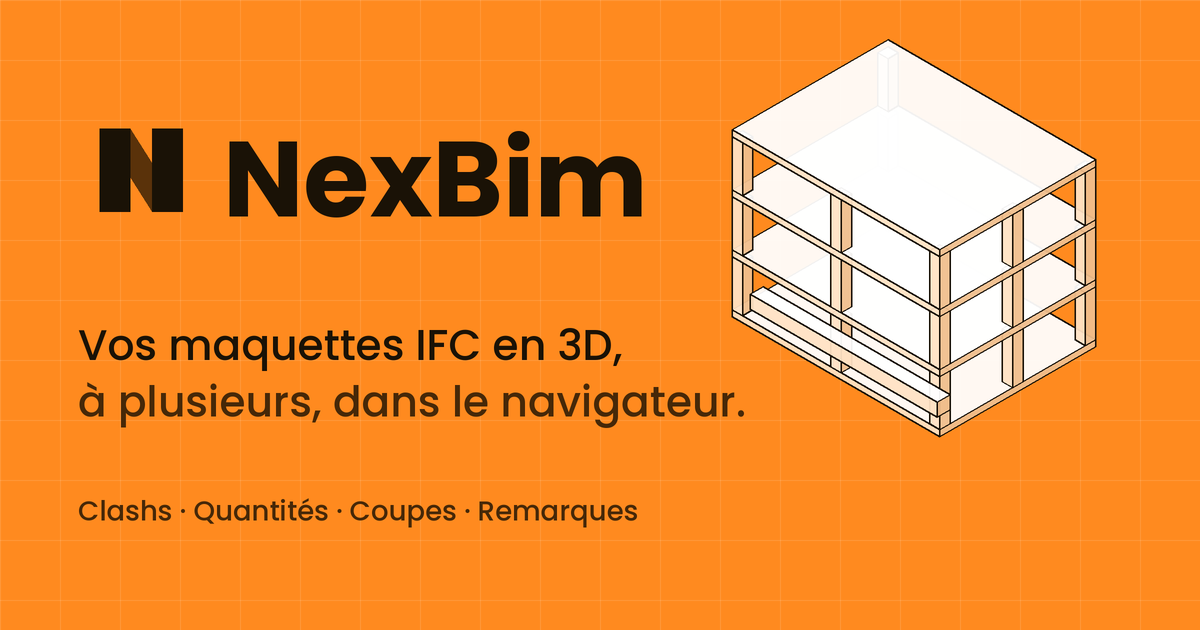 NexBim
Vos maquettes IFC en 3D,
à plusieurs, dans le navigateur.
Clashs · Quantités · Coupes · Remarques